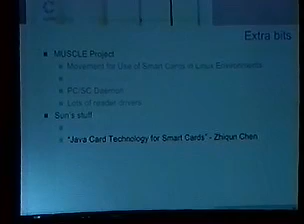 Extra bits
MUSCLE Project
Movement for Use of Smart Cards in Linux Environments
PC/SC Daemon
Lots of reader drivers
Sun's stuff
"Java Card Technology for Smart Cards" - Zhiqun Chen